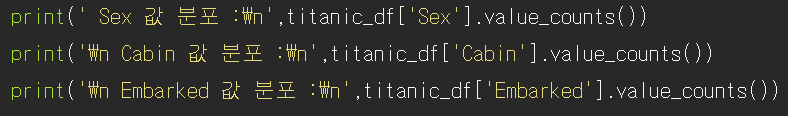 print(' Sex 값 분포 :₩n',titanic_df['Sex'].value_counts())
print('₩n Cabin 값 분포 :₩n',titanic_df['Cabin'].value_counts())
print('₩n Embarked 값 분포 :₩n',titanic_df['Embarked'].value_counts())